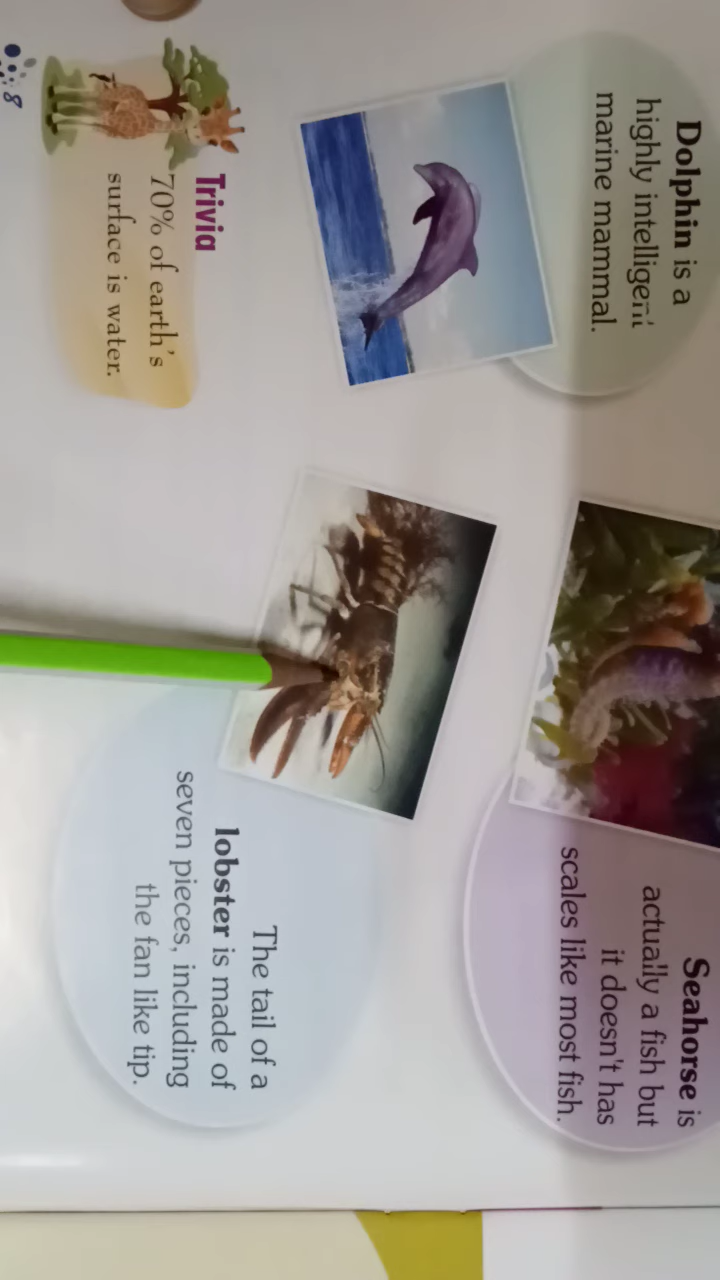 Dolphin is a
highly intelligent
marine mammal.
Seahorse is
actually a fish but
it doesn't has
scales like most fish.
The tail of a
lobster is made of
seven pieces, including
the fan like tip.
Trivia
70% of earth's
surface is water.
8